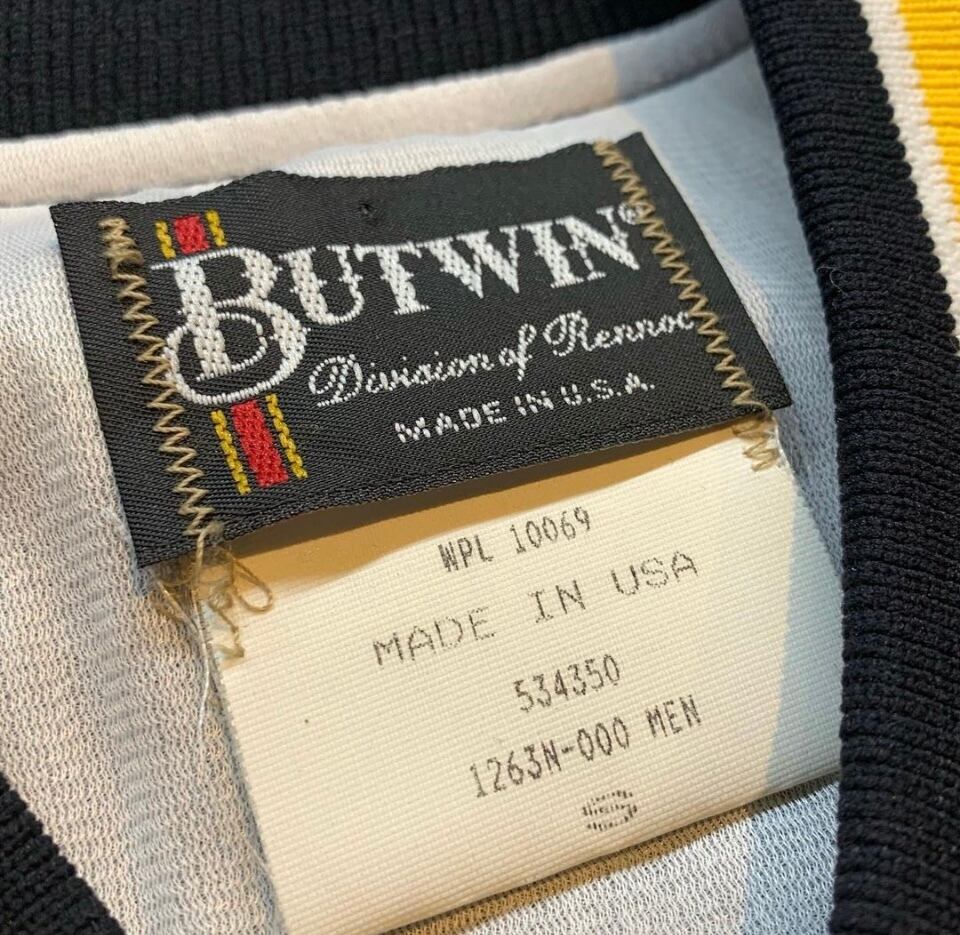 BUTWIN®
Division of Rennoc
MADE IN U.S.A.
WPL 10069
MADE IN USA
534350
1263N-000 MEN
S